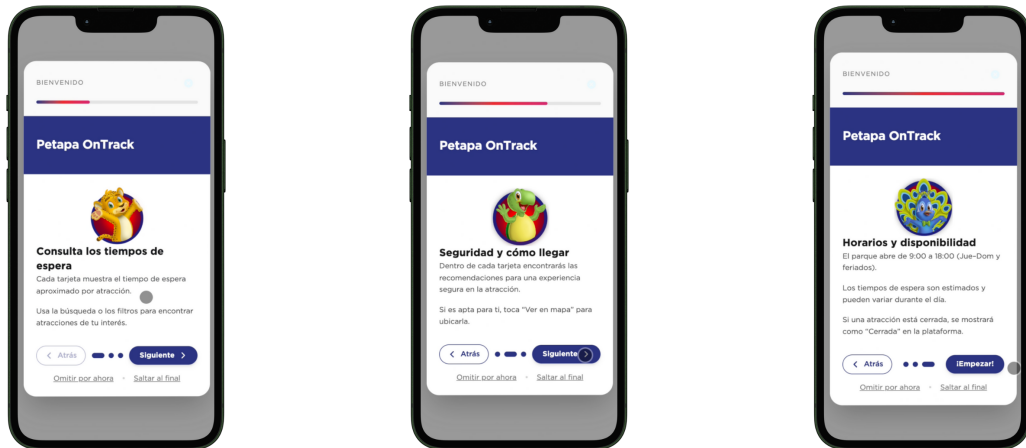 BIENVENIDO
Petapa OnTrack
Consulta los tiempos de
espera
Cada tarjeta muestra el tiempo de espera
aproximado por atracción.
Usa la búsqueda o los filtros para encontrar
atracciones de tu interés.
Atrás
Siguiente
Omitir por ahora • Saltar al final
BIENVENIDO
Petapa OnTrack
Seguridad y cómo llegar
Dentro de cada tarjeta encontrarás las
recomendaciones para una experiencia
segura en la atracción.
Si es apta para ti, toca "Ver en mapa" para
ubicarla.
Atrás
Siguiente
Omitir por ahora • Saltar al final
BIENVENIDO
Petapa OnTrack
Horarios y disponibilidad
El parque abre de 9:00 a 18:00 (Jue–Dom y
feriados).
Los tiempos de espera son estimados y
pueden variar durante el día.
Si una atracción está cerrada, se mostrará
como "Cerrada" en la plataforma.
Atrás
¡Empezar!
Omitir por ahora • Saltar al final